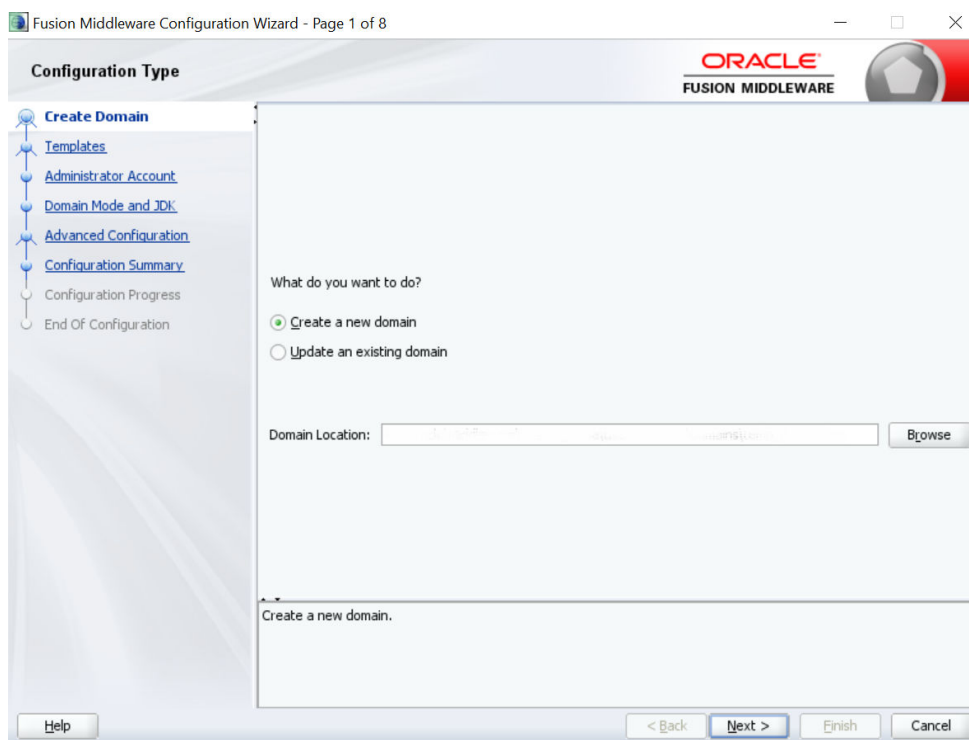 Fusion Middleware Configuration Wizard - Page 1 of 8
Configuration Type
ORACLE
FUSION MIDDLEWARE
Create Domain
Templates
Administrator Account
Domain Mode and JDK
Advanced Configuration
Configuration Summary
Configuration Progress
End Of Configuration
What do you want to do?
Create a new domain
Update an existing domain
Domain Location:
Browse
Create a new domain.
Help
< Back
Next >
Finish
Cancel